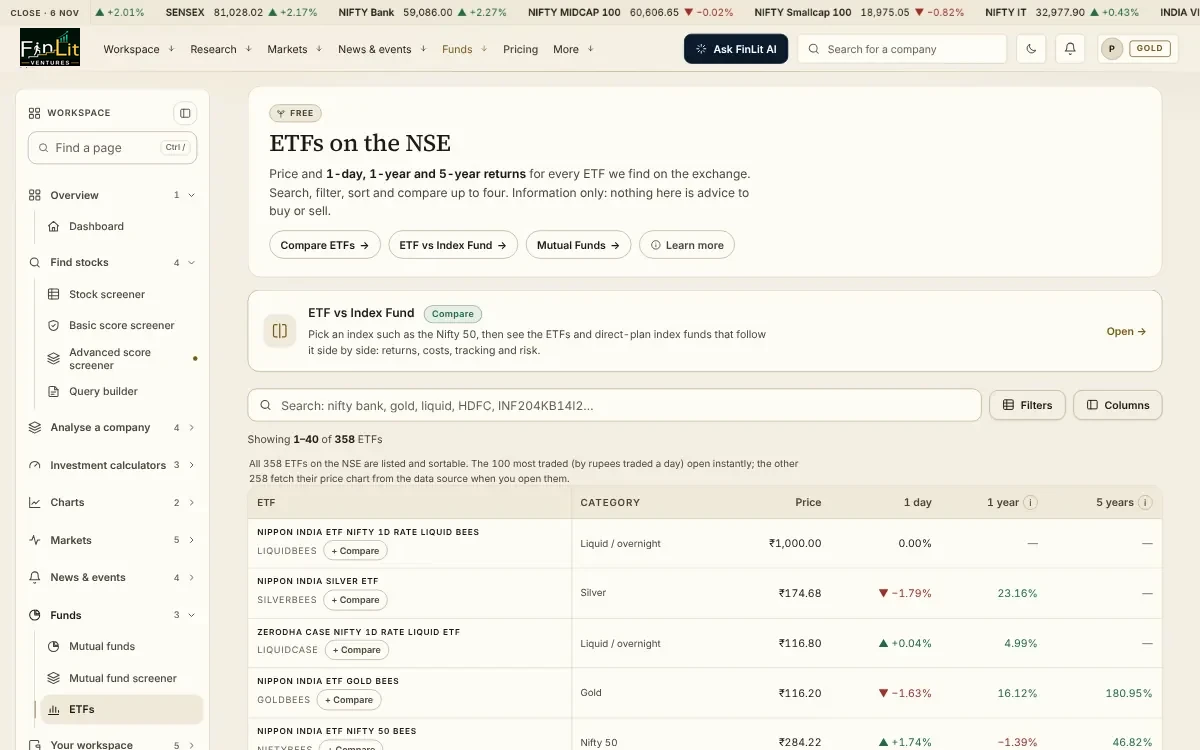 CLOSE · 6 NOV ▲ +2.01% SENSEX 81,028.02 ▲ +2.17% NIFTY Bank 59,086.00 ▲ +2.27% NIFTY MIDCAP 100 60,606.65 ▼ −0.02% NIFTY Smallcap 100 18,975.05 ▼ −0.82% NIFTY IT 32,977.90 ▲ +0.43% INDIA VI
FinLit
VENTURES
Workspace Research Markets News & events Funds Pricing More
Ask FinLit AI
Search for a company
P GOLD
WORKSPACE
Find a page Ctrl /
Overview 1
Dashboard
Find stocks 4
Stock screener
Basic score screener
Advanced score
screener
Query builder
Analyse a company 4
Investment calculators 3
Charts 2
Markets 5
News & events 4
Funds 3
Mutual funds
Mutual fund screener
ETFs
Your workspace 5
FREE
ETFs on the NSE
Price and 1-day, 1-year and 5-year returns for every ETF we find on the exchange.
Search, filter, sort and compare up to four. Information only: nothing here is advice to
buy or sell.
Compare ETFs → ETF vs Index Fund → Mutual Funds → Learn more
ETF vs Index Fund Compare
Pick an index such as the Nifty 50, then see the ETFs and direct-plan index funds that follow
it side by side: returns, costs, tracking and risk.
Open →
Search: nifty bank, gold, liquid, HDFC, INF204KB14I2...
Filters Columns
Showing 1–40 of 358 ETFs
All 358 ETFs on the NSE are listed and sortable. The 100 most traded (by rupees traded a day) open instantly; the other
258 fetch their price chart from the data source when you open them.
ETF CATEGORY Price 1 day 1 year i 5 years i
NIPPON INDIA ETF NIFTY 1D RATE LIQUID BEES
LIQUIDBEES + Compare Liquid / overnight ₹1,000.00 0.00% — —
NIPPON INDIA SILVER ETF
SILVERBEES + Compare Silver ₹174.68 ▼ −1.79% 23.16% —
ZERODHA CASE NIFTY 1D RATE LIQUID ETF
LIQUIDCASE + Compare Liquid / overnight ₹116.80 ▲ +0.04% 4.99% —
NIPPON INDIA ETF GOLD BEES
GOLDBEES + Compare Gold ₹116.20 ▼ −1.63% 16.12% 180.95%
NIPPON INDIA ETF NIFTY 50 BEES
NIFTYBEES + Compare Nifty 50 ₹284.22 ▲ +1.74% −1.39% 46.82%